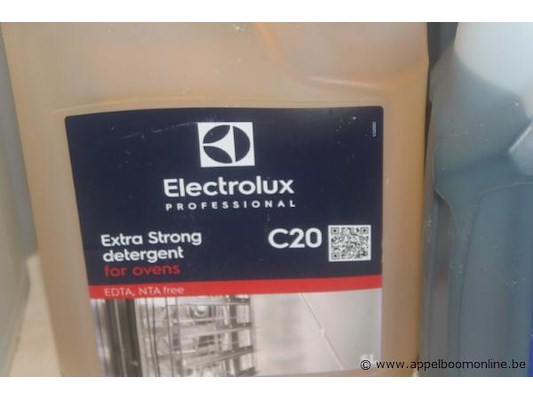 Electrolux
PROFESSIONAL
Extra Strong
detergent
for ovens
C20
EDTA, NTA free
© www.appelboomonline.be